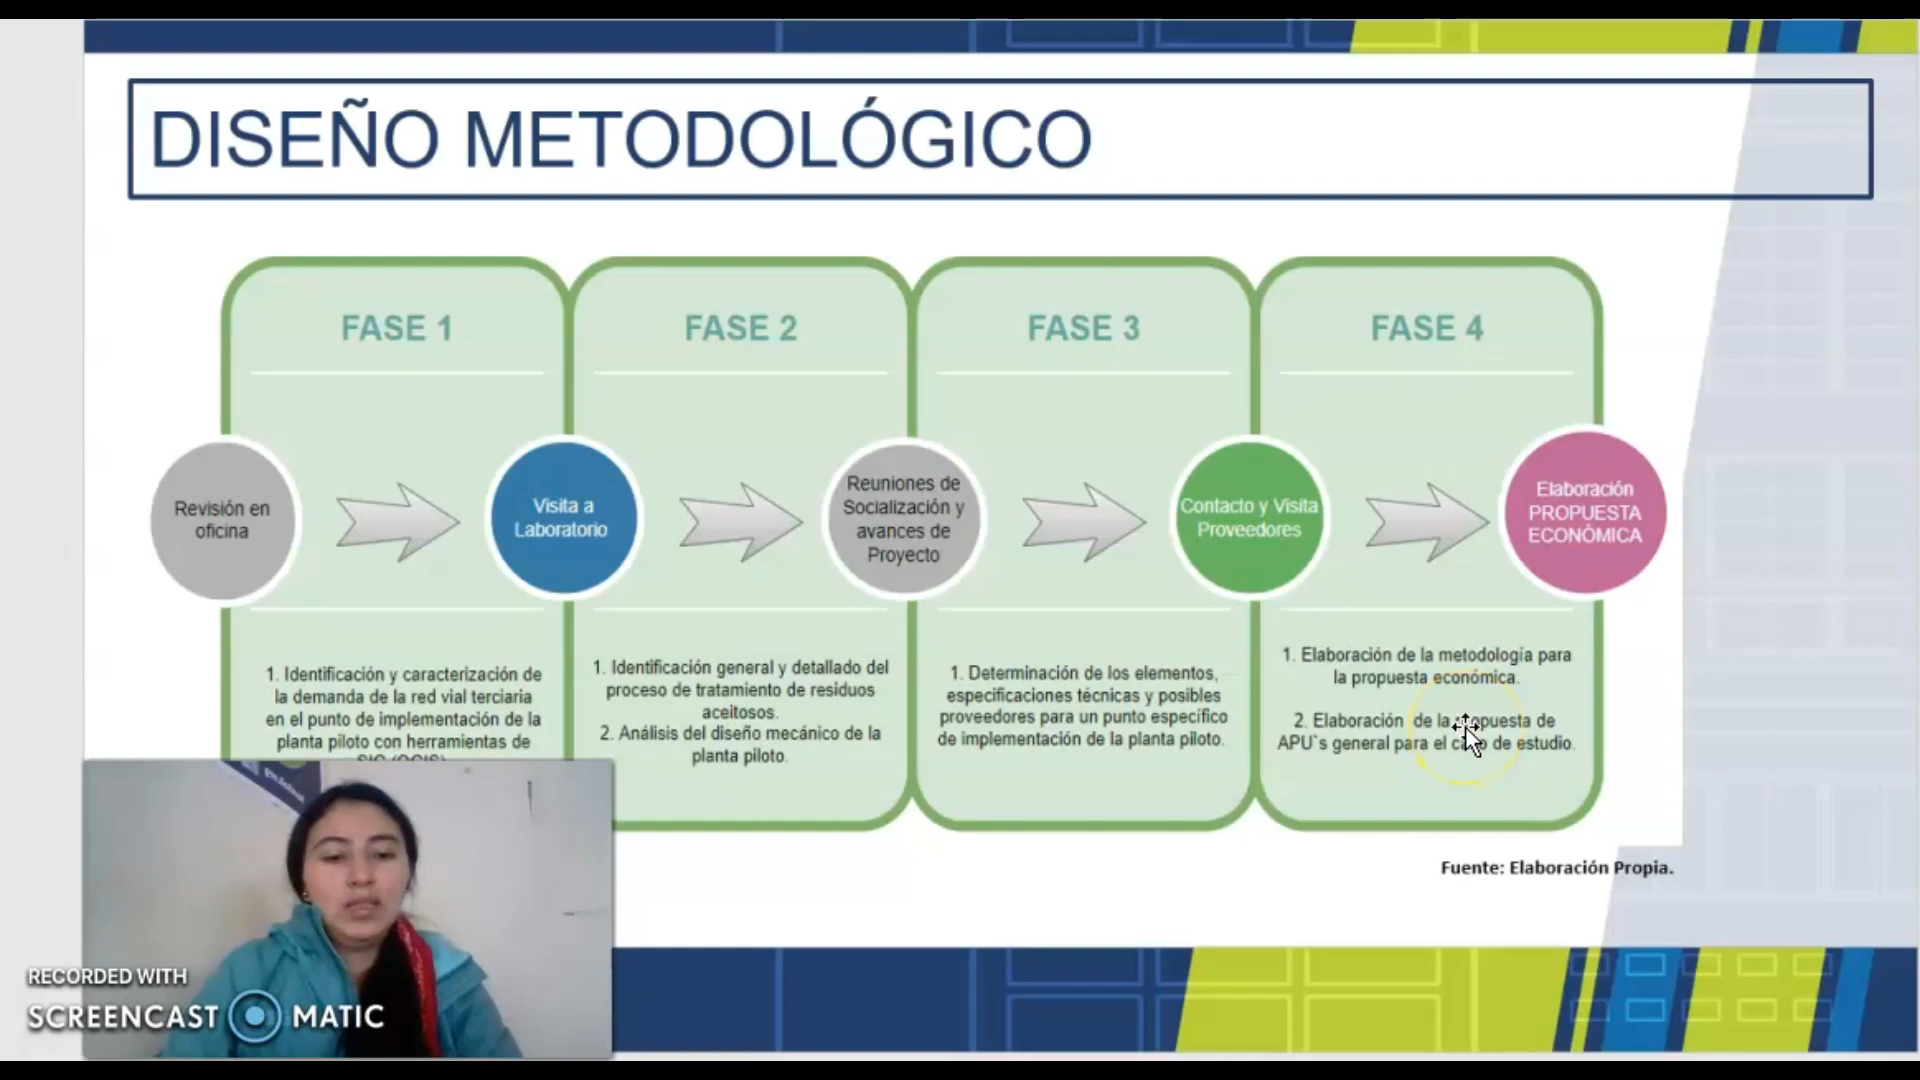 DISEÑO METODOLÓGICO
FASE 1
FASE 2
FASE 3
FASE 4
Revisión en
oficina
Visita a
Laboratorio
Reuniones de
Socialización y
avances de
Proyecto
Contacto y Visita
Proveedores
Elaboración
PROPUESTA
ECONÓMICA
1. Identificación y caracterización de
la demanda de la red vial terciaria
en el punto de implementación de la
planta piloto con herramientas de
1. Identificación general y detallado del
proceso de tratamiento de residuos
aceitosos.
2. Análisis del diseño mecánico de la
planta piloto.
1. Determinación de los elementos,
especificaciones técnicas y posibles
proveedores para un punto específico
de implementación de la planta piloto.
1. Elaboración de la metodología para
la propuesta económica.
2. Elaboración de la propuesta de
APU`s general para el caso de estudio.
Fuente: Elaboración Propia.
RECORDED WITH
SCREENCAST MATIC